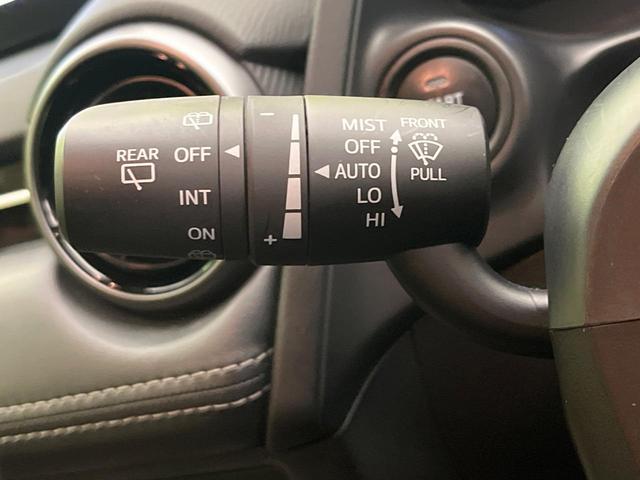 REAR
OFF
INT
ON
−
+
MIST
OFF
AUTO
LO
HI
FRONT
PULL